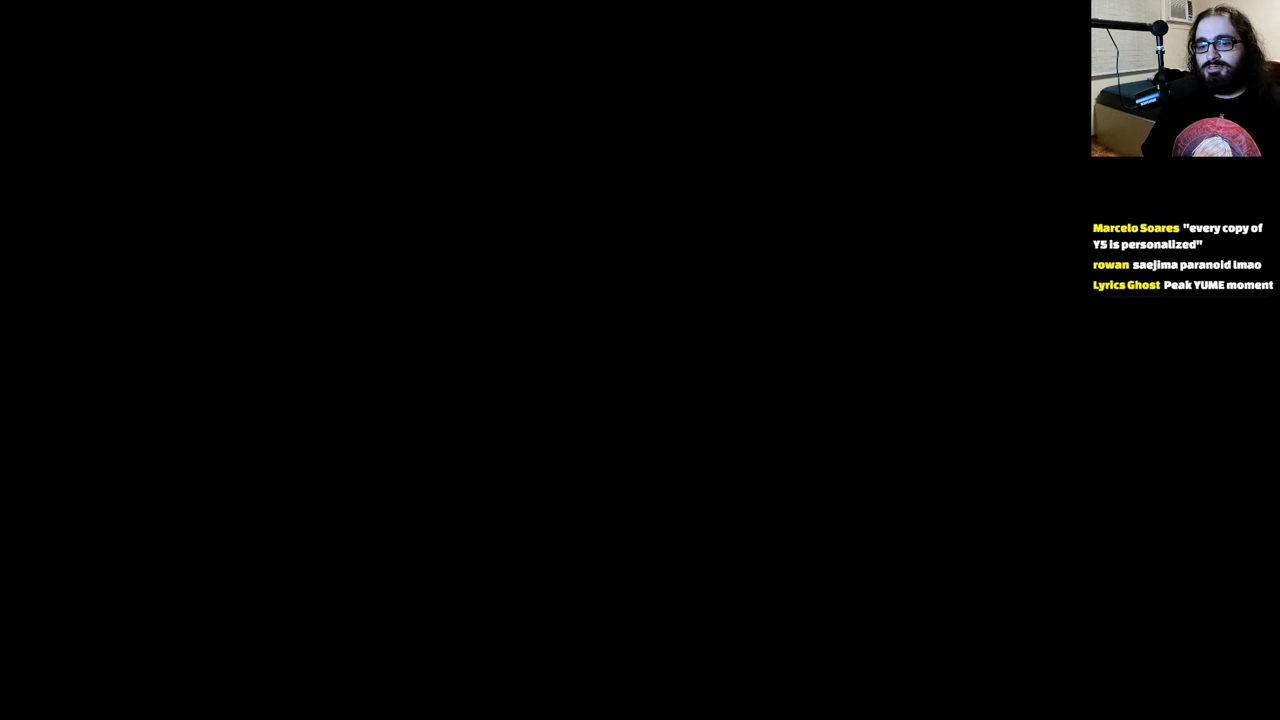 Marcelo Soares "every copy of
Y5 is personalized"
rowan saejima paranoid lmao
Lyrics Ghost Peak YUME moment